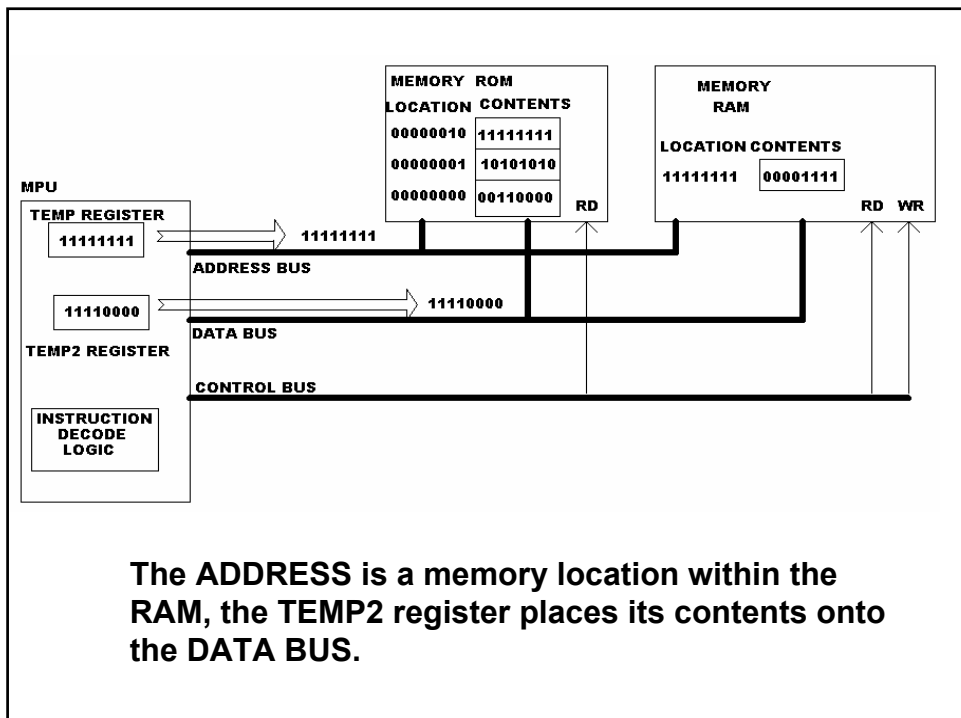 MEMORY ROM
LOCATION CONTENTS
00000010 11111111
00000001 10101010
00000000 00110000
RD
MEMORY
RAM
LOCATION CONTENTS
11111111 00001111
RD WR
MPU
TEMP REGISTER
11111111
11111111
ADDRESS BUS
11110000
11110000
DATA BUS
TEMP2 REGISTER
CONTROL BUS
INSTRUCTION
DECODE
LOGIC
The ADDRESS is a memory location within the
RAM, the TEMP2 register places its contents onto
the DATA BUS.